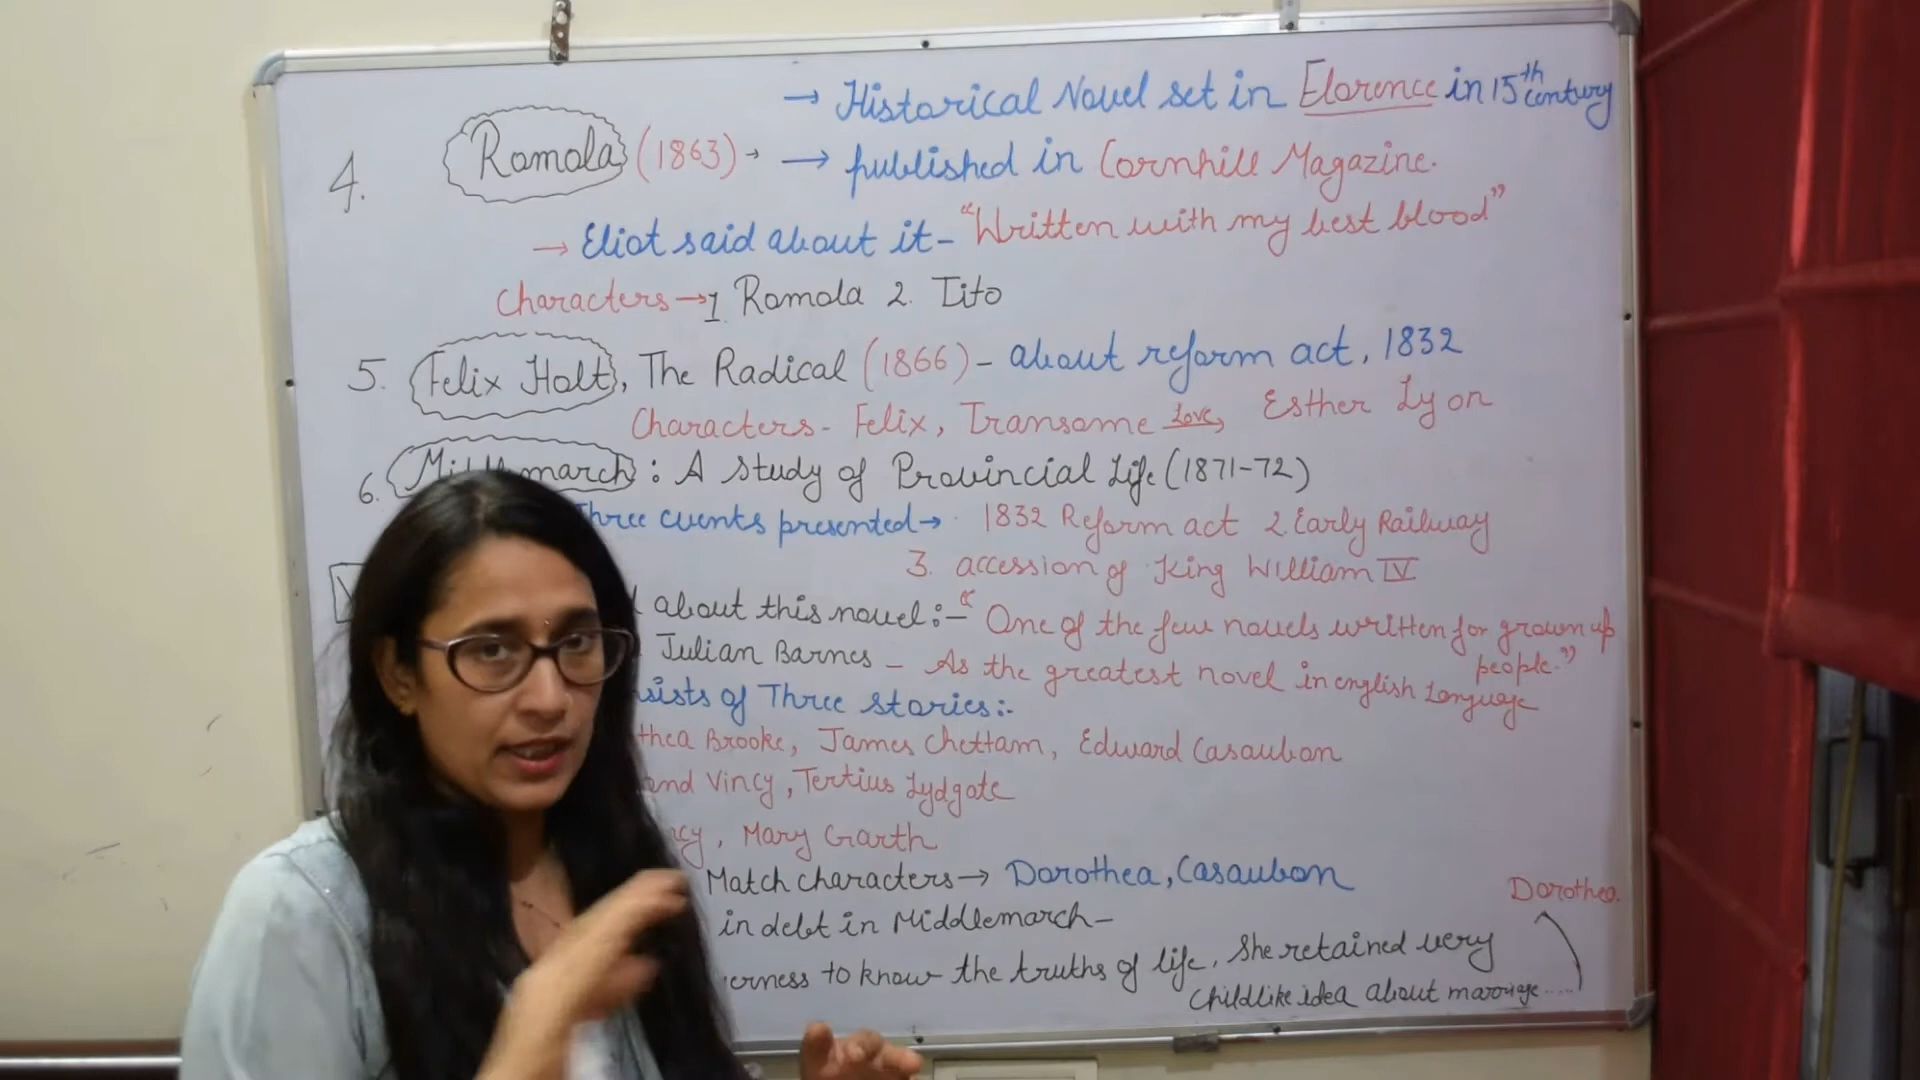 → Historical Novel set in Florence in 15th century
4. Romola (1863) → → published in Cornhill Magazine.
→ Eliot said about it - "Written with my best blood"
Characters → 1 Romola 2. Tito
5. Felix Holt, The Radical (1866) - about reform act, 1832
Characters - Felix, Transome Love, Esther Lyon
6. Middlemarch : A Study of Provincial Life (1871-72)
Three events presented → 1832 Reform act 2 Early Railway
3. accession of King William IV
about this novel :- "One of the few novels written for grown up people."
Julian Barnes - As the greatest novel in english Language
sists of Three stories :-
thea Brooke, James Chettam, Edward Casaubon
and Vincy, Tertius Lydgate
cy, Mary Garth
Match characters → Dorothea, Casaubon
in debt in Middlemarch -
Dorothea
erness to know the truths of life, She retained very
childlike idea about marriage ....